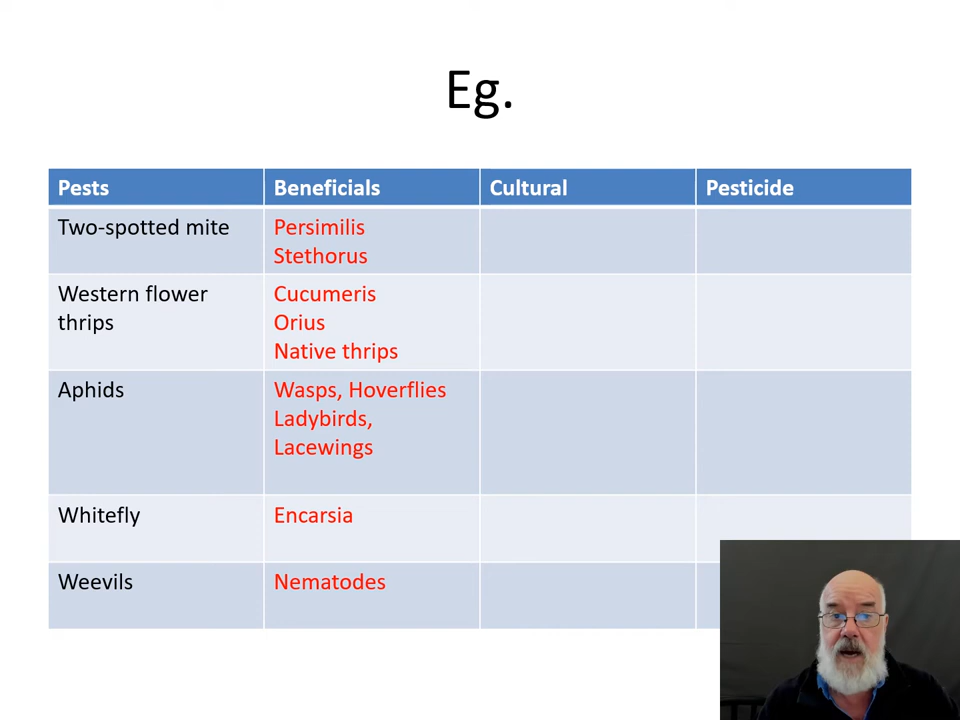 Eg.
Pests Beneficials Cultural Pesticide
Two-spotted mite Persimilis
Stethorus
Western flower Cucumeris
thrips Orius
Native thrips
Aphids Wasps, Hoverflies
Ladybirds,
Lacewings
Whitefly Encarsia
Weevils Nematodes